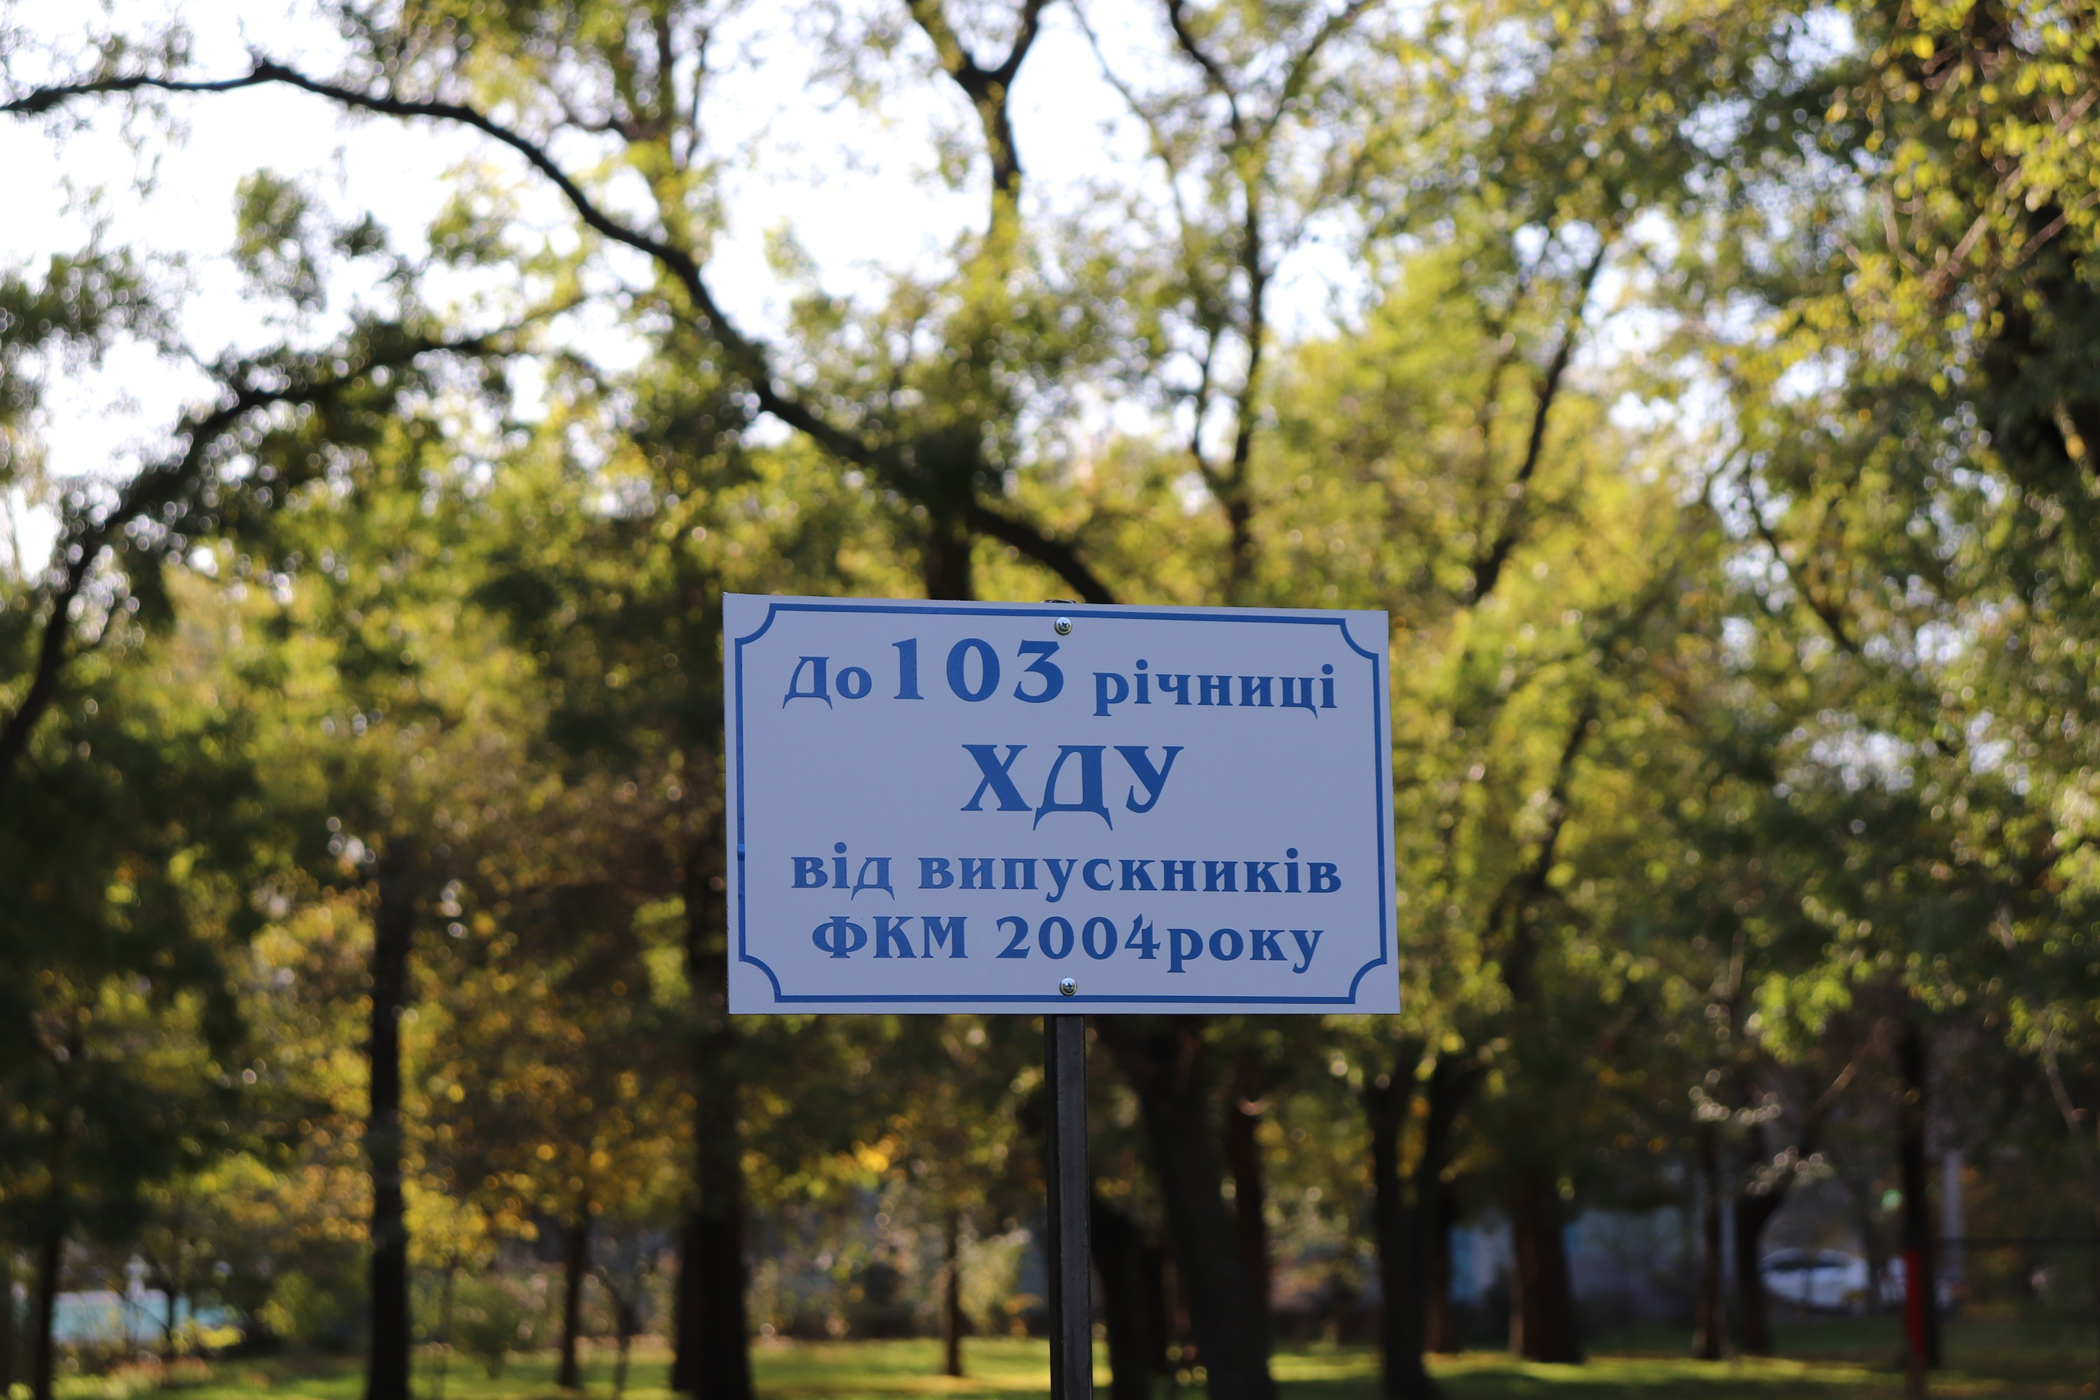 До 103 річниці
ХДУ
від випускників
ФКМ 2004року